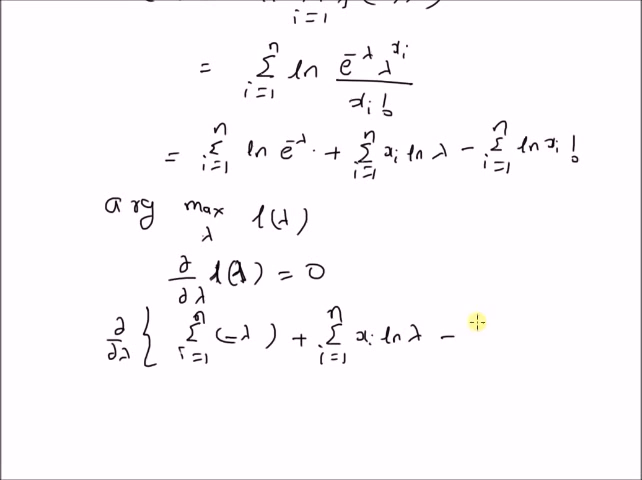 i=1
= Σ_{i=1}^{n} ln (e^{-λ} λ^{x_i}) / x_i!
= Σ_{i=1}^{n} ln e^{-λ} . + Σ_{i=1}^{n} x_i ln λ - Σ_{i=1}^{n} ln x_i!
arg max_λ l(λ)
∂/∂λ l(λ) = 0
∂/∂λ { Σ_{i=1}^{n} (-λ) + Σ_{i=1}^{n} x_i ln λ -